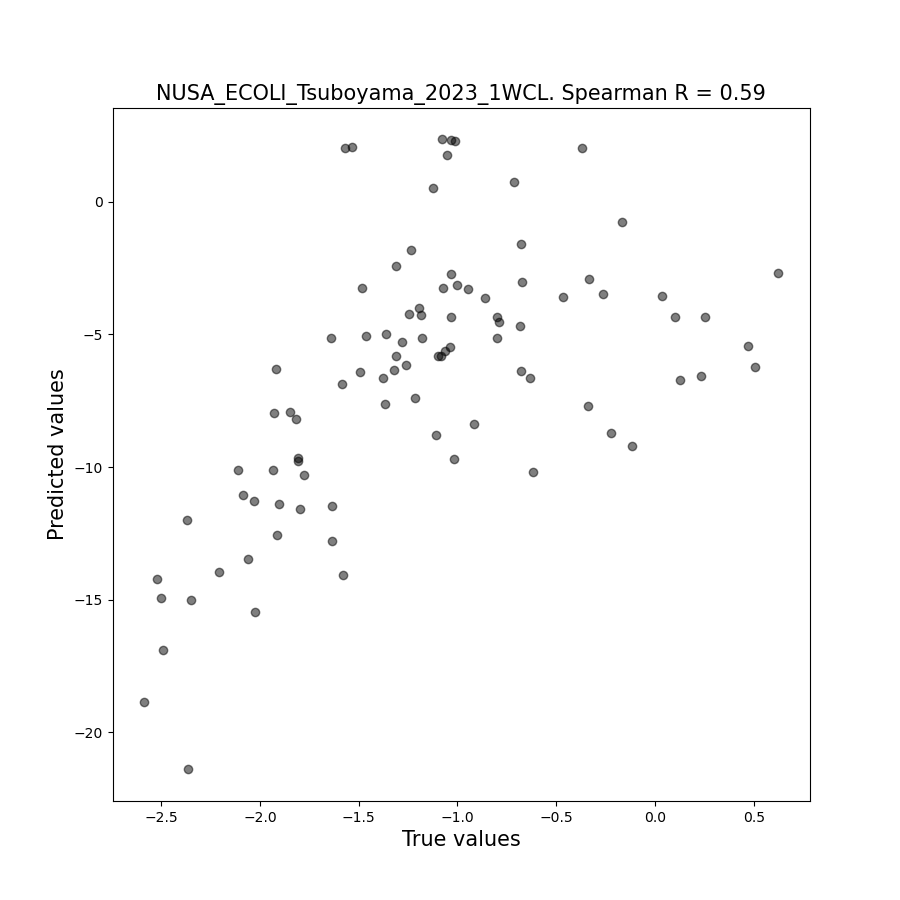 NUSA_ECOLI_Tsuboyama_2023_1WCL. Spearman R = 0.59
0
−5
−10
−15
−20
Predicted values
−2.5 −2.0 −1.5 −1.0 −0.5 0.0 0.5
True values